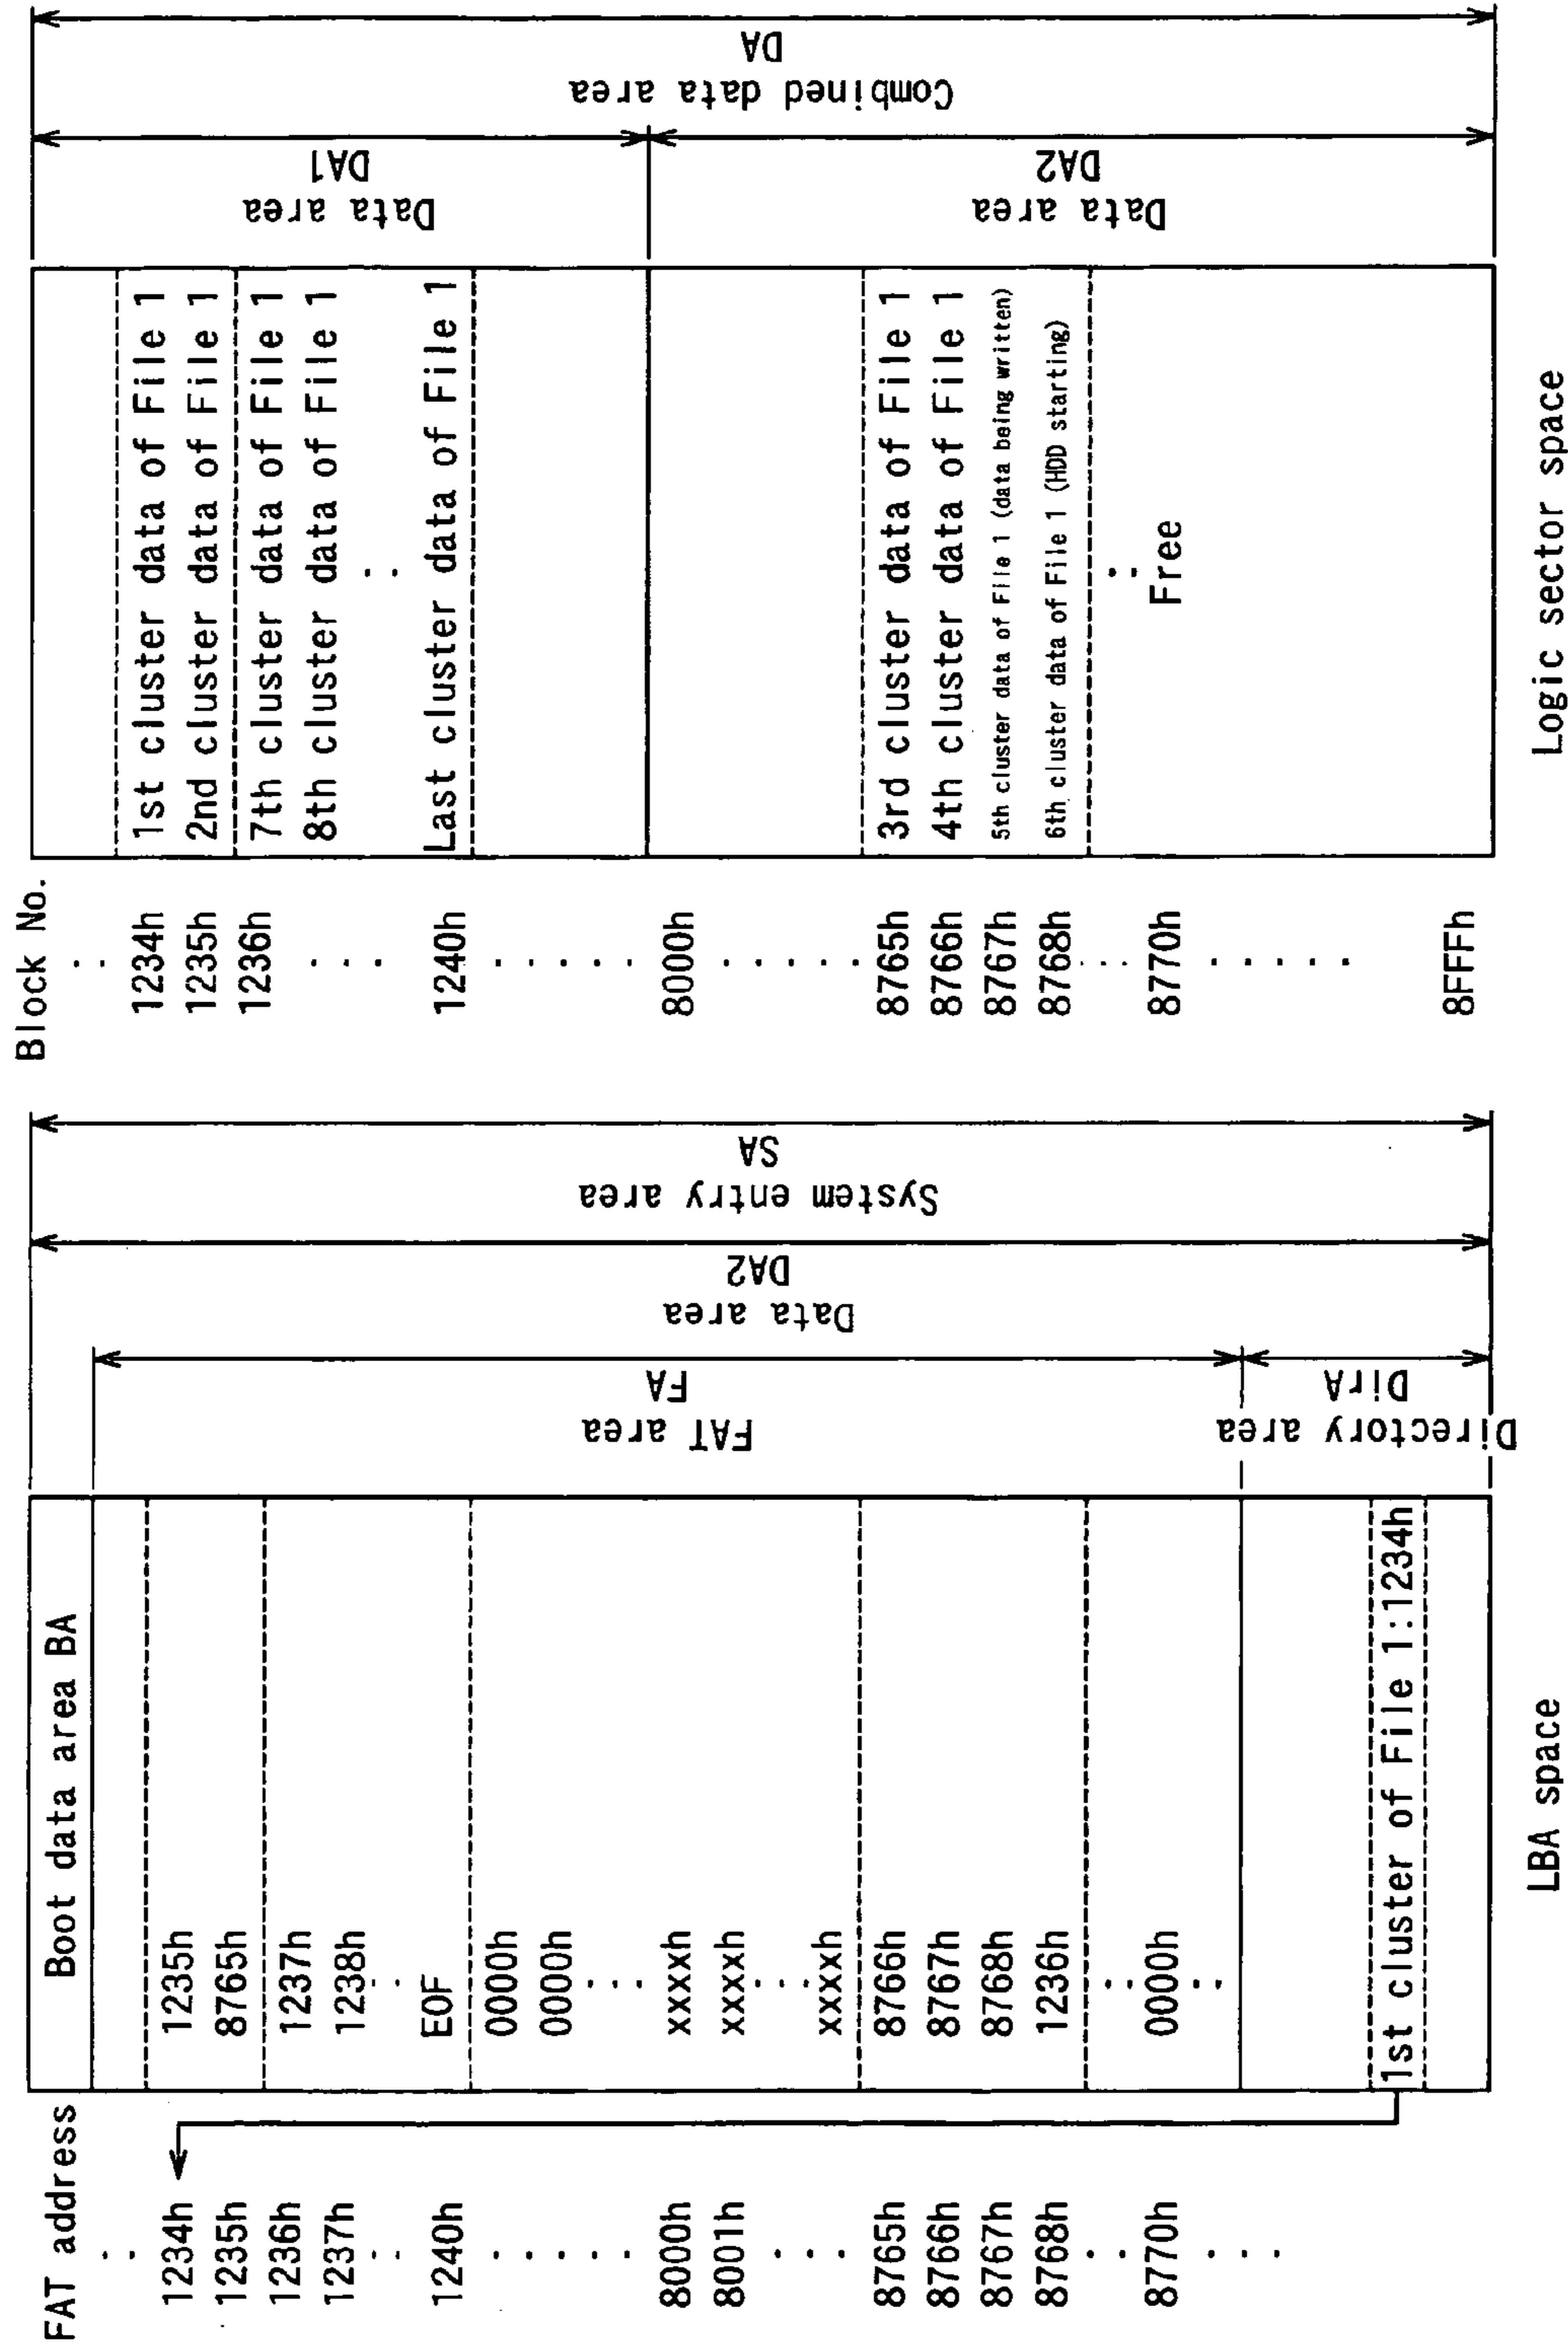 FAT address
1234h
1235h
1236h
1237h
1240h
8000h
8001h
8765h
8766h
8767h
8768h
8770h
Boot data area BA
1235h
8765h
1237h
1238h
EOF
0000h
0000h
xxxxh
xxxxh
xxxxh
8766h
8767h
8768h
1236h
0000h
1st cluster of File 1:1234h
FAT area
FA
Directory area
DirA
Data area
DA2
System entry area
SA
LBA space
Block No.
1234h
1235h
1236h
1240h
8000h
8765h
8766h
8767h
8768h
8770h
8FFFh
1st cluster data of File 1
2nd cluster data of File 1
7th cluster data of File 1
8th cluster data of File 1
Last cluster data of File 1
3rd cluster data of File 1
4th cluster data of File 1
5th cluster data of File 1 (data being written)
6th cluster data of File 1 (HDD starting)
Free
Data area
DA1
Data area
DA2
Combined data area
DA
Logic sector space